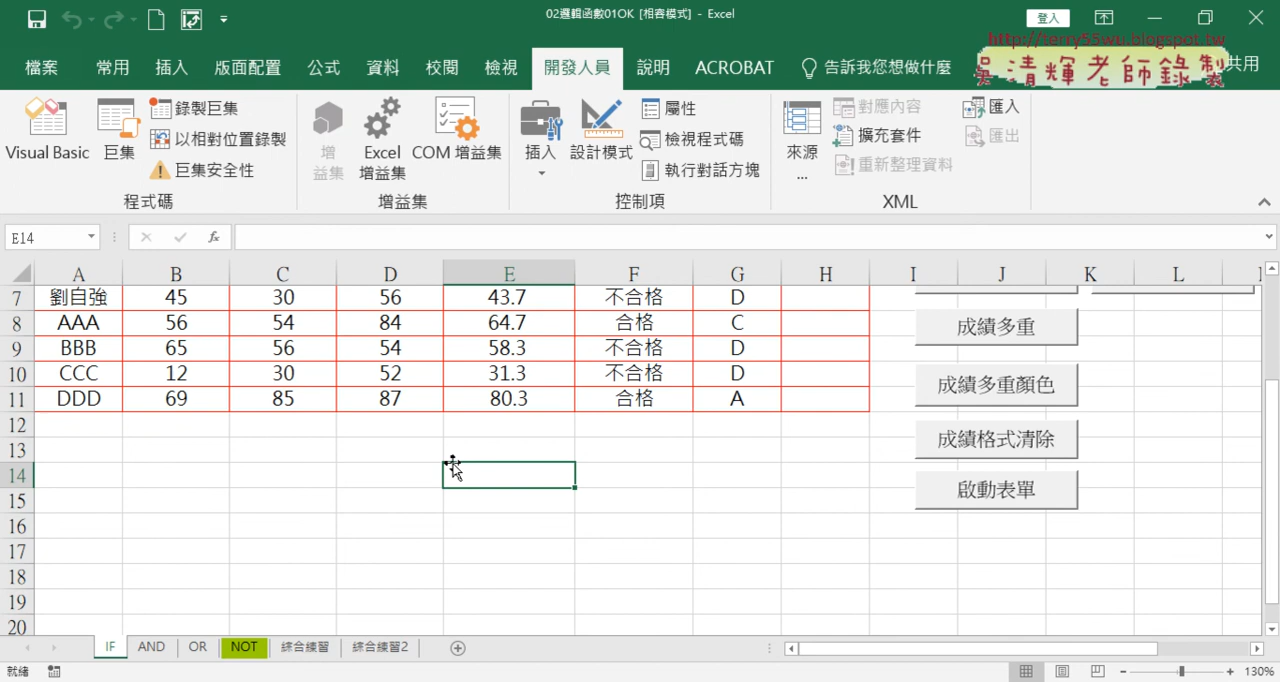 02邏輯函數01OK [相容模式] - Excel
登入
http://terry55wu.blogspot.tw
吳清輝老師錄製
檔案 常用 插入 版面配置 公式 資料 校閱 檢視 開發人員 說明 ACROBAT 告訴我您想做什麼 共用
Visual Basic 巨集 錄製巨集 以相對位置錄製 巨集安全性
增益集 Excel 增益集 COM 增益集
插入 設計模式 屬性 檢視程式碼 執行對話方塊
來源 ... 對應內容 擴充套件 重新整理資料 匯入 匯出
程式碼 增益集 控制項 XML
E14 fx
A B C D E F G H I J K L
7 劉自強 45 30 56 43.7 不合格 D
8 AAA 56 54 84 64.7 合格 C 成績多重
9 BBB 65 56 54 58.3 不合格 D
10 CCC 12 30 52 31.3 不合格 D 成績多重顏色
11 DDD 69 85 87 80.3 合格 A
12 成績格式清除
13
14 啟動表單
15
16
17
18
19
20
IF AND OR NOT 綜合練習 綜合練習2
就緒 130%